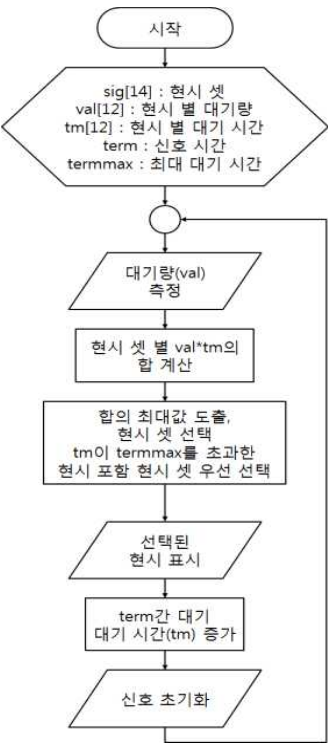 시작
sig[14] : 현시 셋
val[12] : 현시 별 대기량
tm[12] : 현시 별 대기 시간
term : 신호 시간
termmax : 최대 대기 시간
대기량(val)
측정
현시 셋 별 val*tm의
합 계산
합의 최대값 도출,
현시 셋 선택
tm이 termmax를 초과한
현시 포함 현시 셋 우선 선택
선택된
현시 표시
term간 대기
대기 시간(tm) 증가
신호 초기화